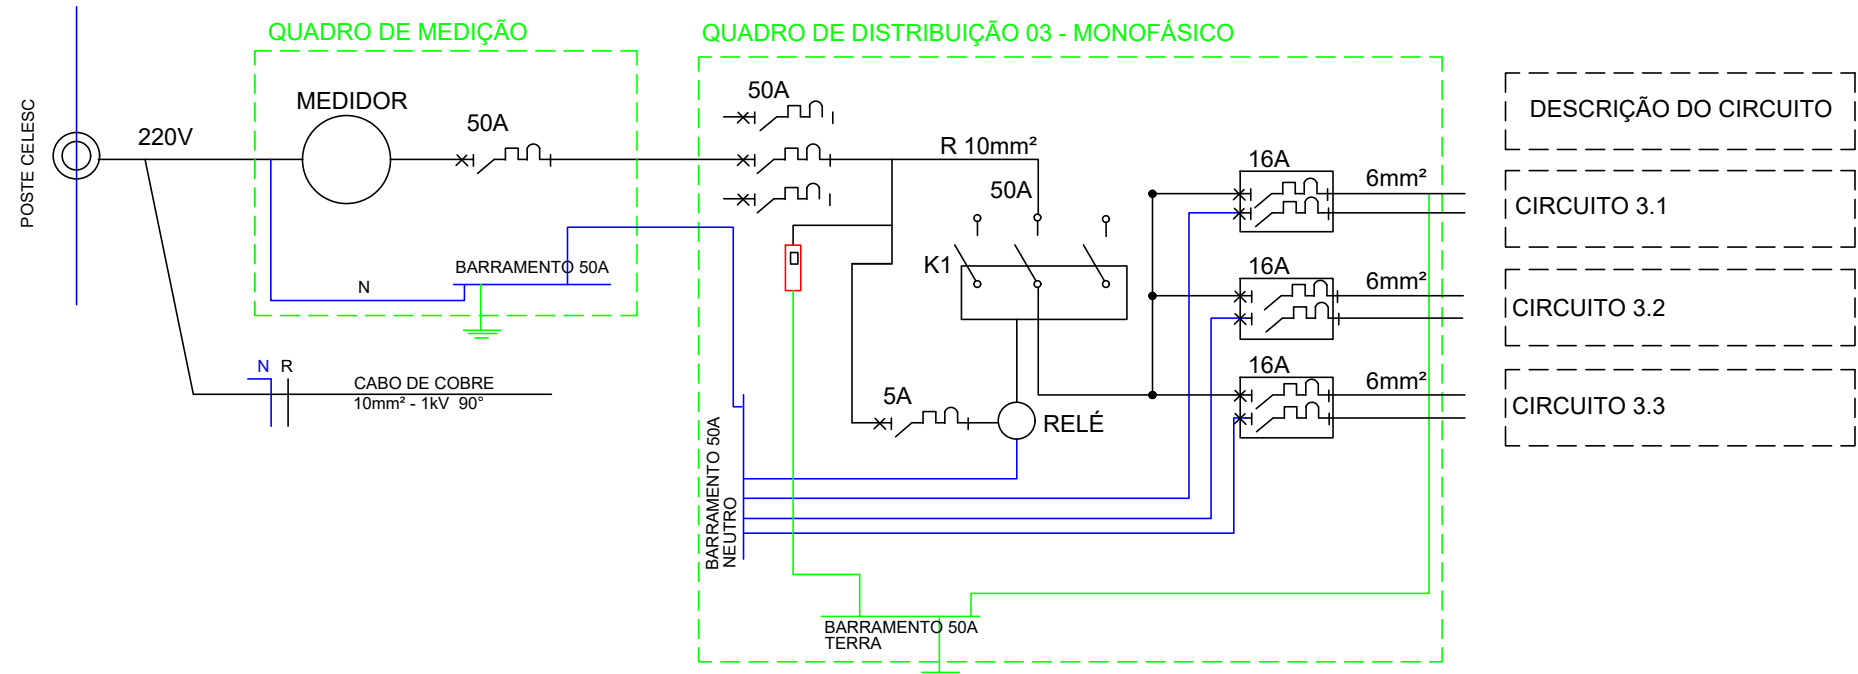 QUADRO DE MEDIÇÃO
QUADRO DE DISTRIBUIÇÃO 03 - MONOFÁSICO
POSTE CELESC
220V
MEDIDOR
50A
N
BARRAMENTO 50A
N R
CABO DE COBRE
10mm² - 1kV 90°
50A
R 10mm²
50A
K1
5A
RELÉ
BARRAMENTO 50A
NEUTRO
BARRAMENTO 50A
TERRA
16A
6mm²
16A
6mm²
16A
6mm²
DESCRIÇÃO DO CIRCUITO
CIRCUITO 3.1
CIRCUITO 3.2
CIRCUITO 3.3